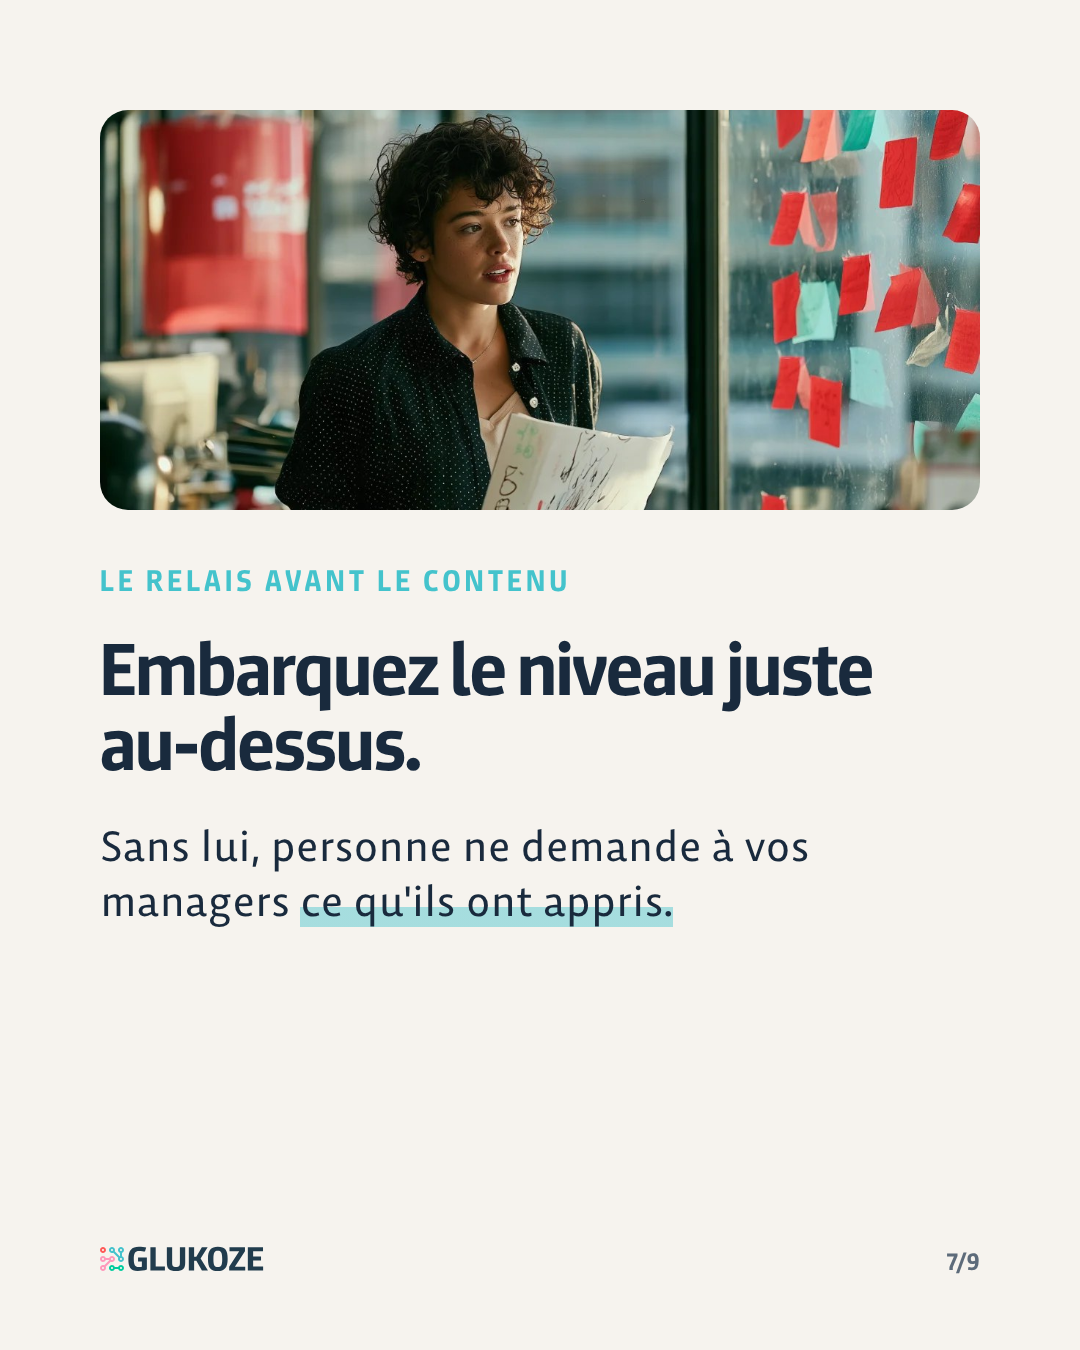 LE RELAIS AVANT LE CONTENU
Embarquez le niveau juste
au-dessus.
Sans lui, personne ne demande à vos
managers ce qu'ils ont appris.
GLUKOZE
7/9